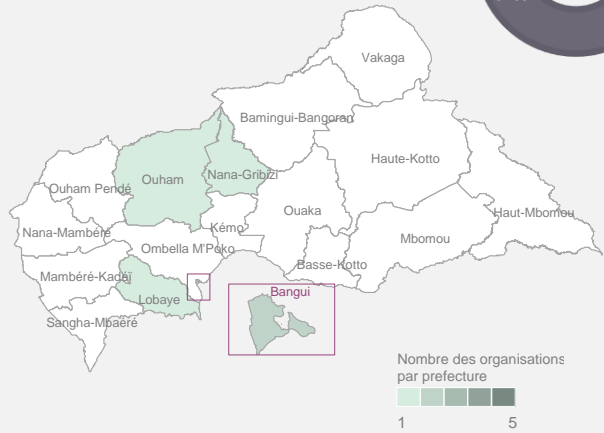 Vakaga
Bamingui-Bangoran
Haute-Kotto
Ouham
Nana-Gribizi
Ouham Pendé
Ouaka
Haut-Mbomou
Kémo
Nana-Mambéré
Mbomou
Ombella M'Poko
Basse-Kotto
Mambéré-Kadéï
Bangui
Lobaye
Sangha-Mbaéré
Nombre des organisations
par prefecture
1 5